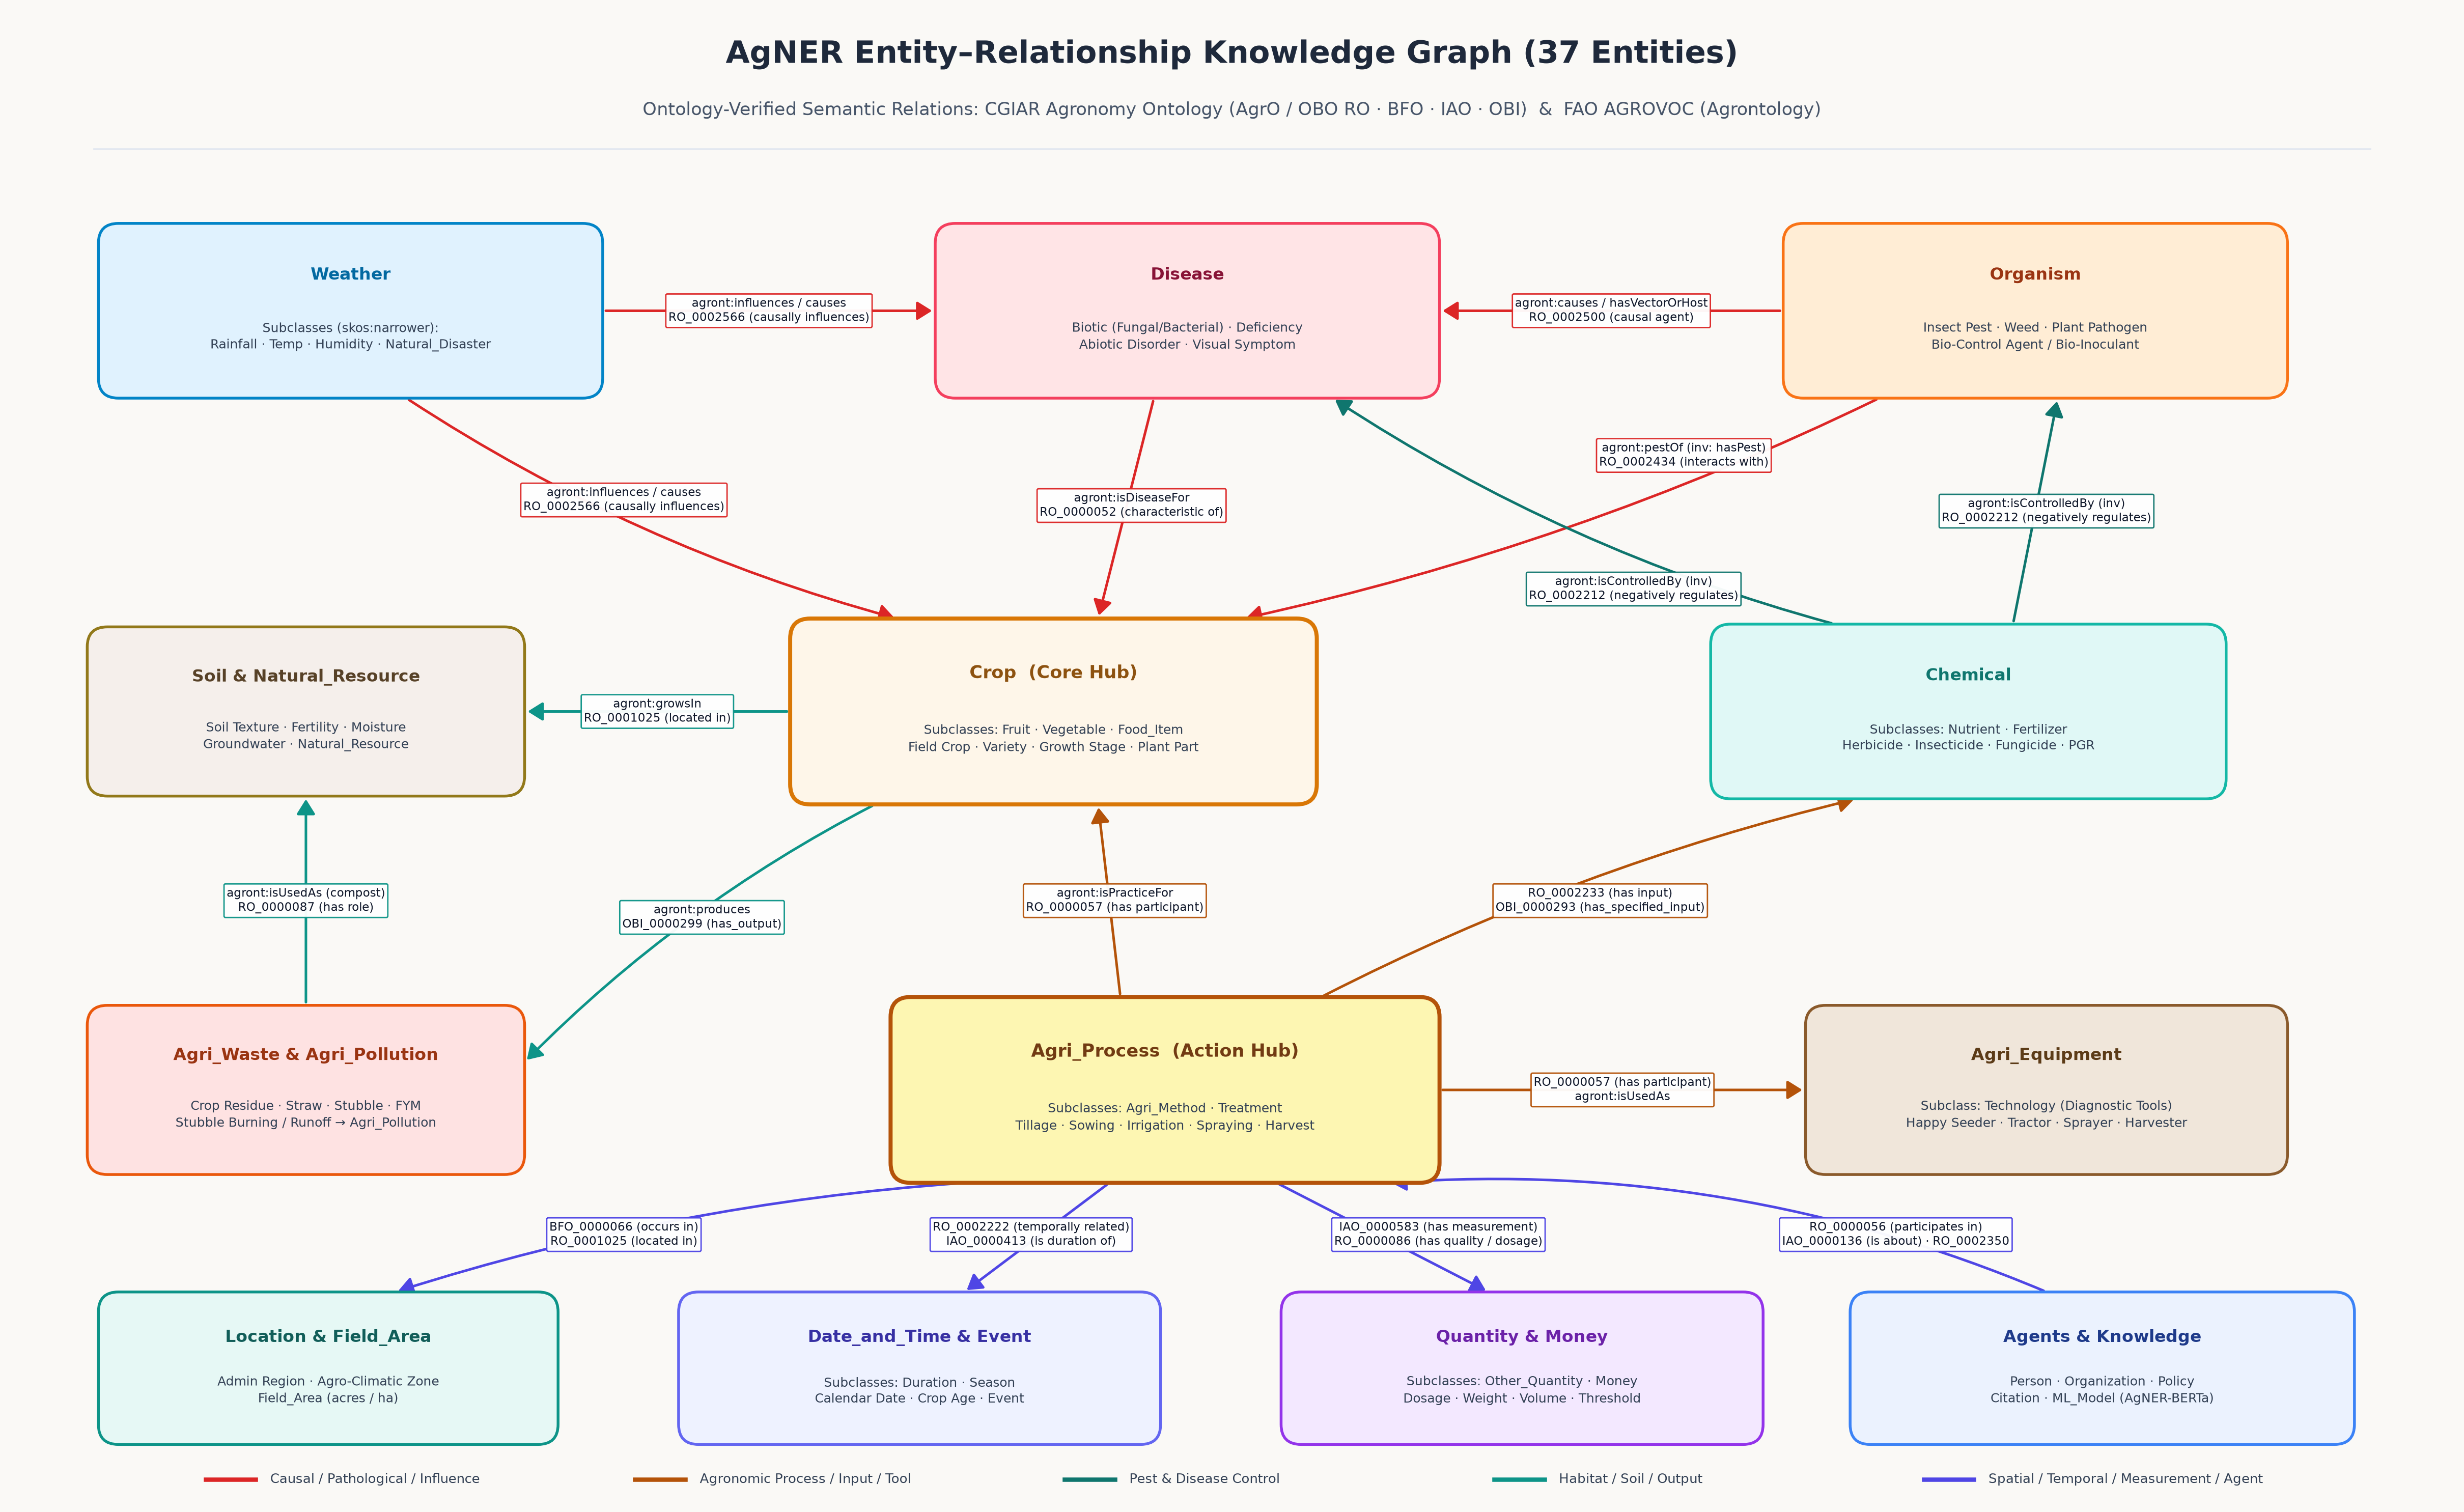 AgNER Entity–Relationship Knowledge Graph (37 Entities)
Ontology-Verified Semantic Relations: CGIAR Agronomy Ontology (AgrO / OBO RO · BFO · IAO · OBI)  &  FAO AGROVOC (Agrontology)
Weather
Subclasses (skos:narrower):
Rainfall · Temp · Humidity · Natural_Disaster
agront:influences / causes
RO_0002566 (causally influences)
Disease
Biotic (Fungal/Bacterial) · Deficiency
Abiotic Disorder · Visual Symptom
agront:causes / hasVectorOrHost
RO_0002500 (causal agent)
Organism
Insect Pest · Weed · Plant Pathogen
Bio-Control Agent / Bio-Inoculant
agront:influences / causes
RO_0002566 (causally influences)
agront:isDiseaseFor
RO_0000052 (characteristic of)
agront:pestOf (inv: hasPest)
RO_0002434 (interacts with)
agront:isControlledBy (inv)
RO_0002212 (negatively regulates)
agront:isControlledBy (inv)
RO_0002212 (negatively regulates)
Soil & Natural_Resource
Soil Texture · Fertility · Moisture
Groundwater · Natural_Resource
agront:growsIn
RO_0001025 (located in)
Crop  (Core Hub)
Subclasses: Fruit · Vegetable · Food_Item
Field Crop · Variety · Growth Stage · Plant Part
Chemical
Subclasses: Nutrient · Fertilizer
Herbicide · Insecticide · Fungicide · PGR
agront:isUsedAs (compost)
RO_0000087 (has role)
agront:produces
OBI_0000299 (has_output)
agront:isPracticeFor
RO_0000057 (has participant)
RO_0002233 (has input)
OBI_0000293 (has_specified_input)
Agri_Waste & Agri_Pollution
Crop Residue · Straw · Stubble · FYM
Stubble Burning / Runoff → Agri_Pollution
Agri_Process  (Action Hub)
Subclasses: Agri_Method · Treatment
Tillage · Sowing · Irrigation · Spraying · Harvest
RO_0000057 (has participant)
agront:isUsedAs
Agri_Equipment
Subclass: Technology (Diagnostic Tools)
Happy Seeder · Tractor · Sprayer · Harvester
BFO_0000066 (occurs in)
RO_0001025 (located in)
RO_0002222 (temporally related)
IAO_0000413 (is duration of)
IAO_0000583 (has measurement)
RO_0000086 (has quality / dosage)
RO_0000056 (participates in)
IAO_0000136 (is about) · RO_0002350
Location & Field_Area
Admin Region · Agro-Climatic Zone
Field_Area (acres / ha)
Date_and_Time & Event
Subclasses: Duration · Season
Calendar Date · Crop Age · Event
Quantity & Money
Subclasses: Other_Quantity · Money
Dosage · Weight · Volume · Threshold
Agents & Knowledge
Person · Organization · Policy
Citation · ML_Model (AgNER-BERTa)
Causal / Pathological / Influence
Agronomic Process / Input / Tool
Pest & Disease Control
Habitat / Soil / Output
Spatial / Temporal / Measurement / Agent